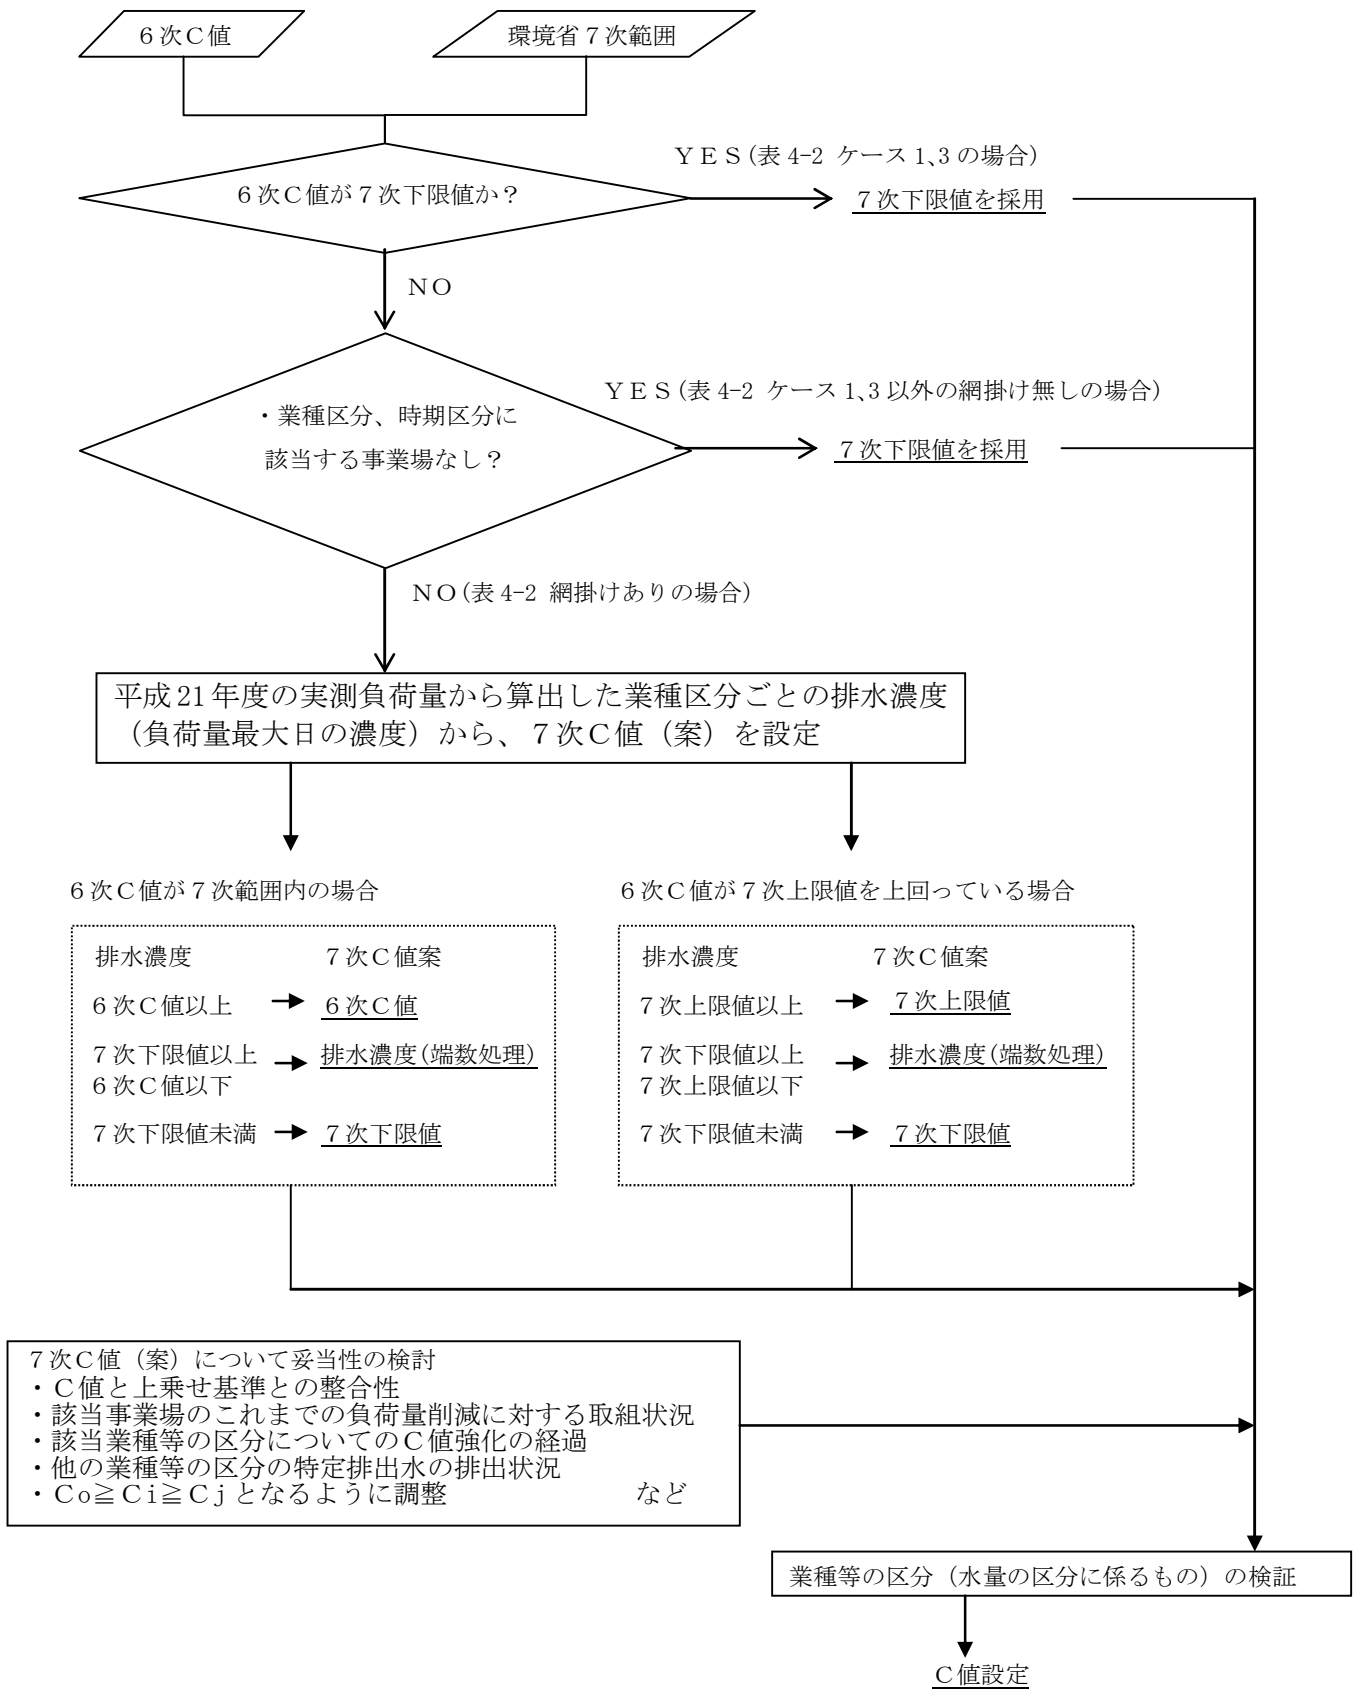 ６次Ｃ値
環境省７次範囲
ＹＥＳ(表 4-2 ケース 1､3 の場合)
６次Ｃ値が７次下限値か？
７次下限値を採用
ＮＯ
ＹＥＳ(表 4-2 ケース 1､3 以外の網掛け無しの場合)
・業種区分、時期区分に
該当する事業場なし？
７次下限値を採用
ＮＯ(表 4-2 網掛けありの場合)
平成 21 年度の実測負荷量から算出した業種区分ごとの排水濃度
（負荷量最大日の濃度）から、７次Ｃ値（案）を設定
６次Ｃ値が７次範囲内の場合
排水濃度 ７次Ｃ値案
６次Ｃ値以上 ６次Ｃ値
７次下限値以上 排水濃度(端数処理)
６次Ｃ値以下
７次下限値未満 ７次下限値
６次Ｃ値が７次上限値を上回っている場合
排水濃度 ７次Ｃ値案
７次上限値以上 ７次上限値
７次下限値以上 排水濃度(端数処理)
７次上限値以下
７次下限値未満 ７次下限値
７次Ｃ値（案）について妥当性の検討
・Ｃ値と上乗せ基準との整合性
・該当事業場のこれまでの負荷量削減に対する取組状況
・該当業種等の区分についてのＣ値強化の経過
・他の業種等の区分の特定排出水の排出状況
・Ｃo≧Ｃi≧Ｃj となるように調整 など
業種等の区分（水量の区分に係るもの）の検証
Ｃ値設定